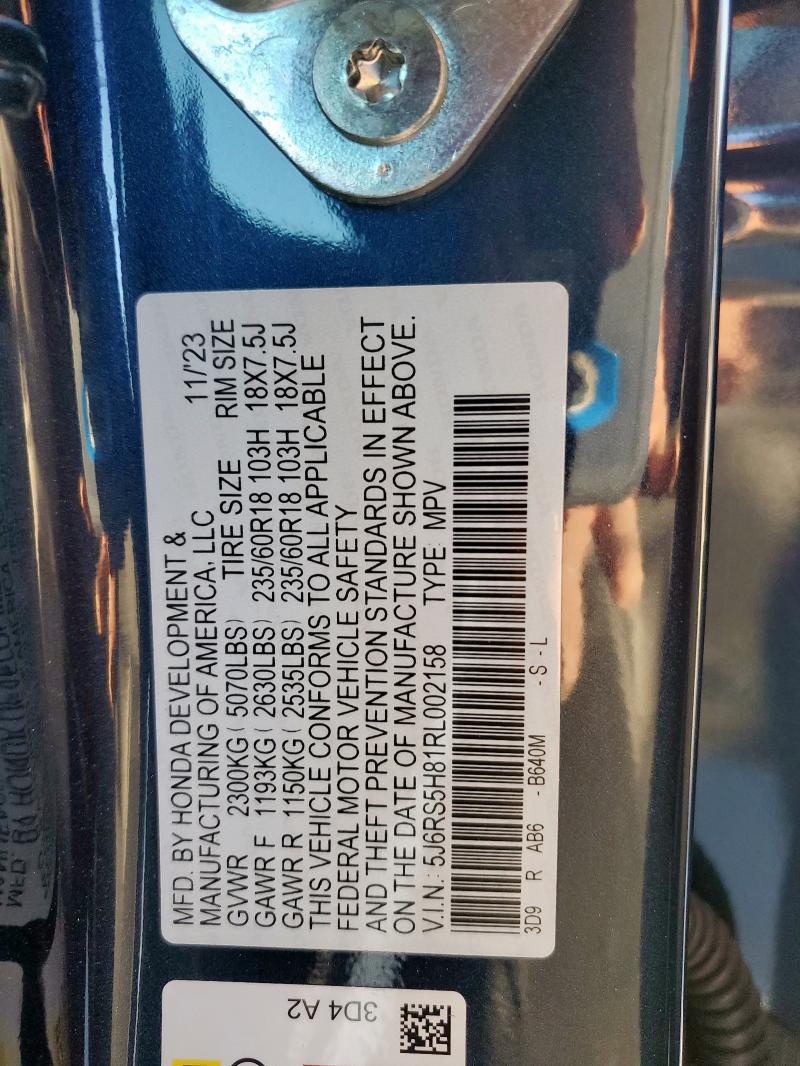 MFD. BY HONDA DEVELOPMENT &
MANUFACTURING OF AMERICA, LLC 11/'23
GVWR 2300KG( 5070LBS) TIRE SIZE RIM SIZE
GAWR F 1193KG( 2630LBS) 235/60R18 103H 18X7.5J
GAWR R 1150KG( 2535LBS) 235/60R18 103H 18X7.5J
THIS VEHICLE CONFORMS TO ALL APPLICABLE
FEDERAL MOTOR VEHICLE SAFETY
AND THEFT PREVENTION STANDARDS IN EFFECT
ON THE DATE OF MANUFACTURE SHOWN ABOVE.
V.I.N.: 5J6RS5H81RL002158 TYPE: MPV
3D9 R AB6 - B640M - S - L
3D4 A2